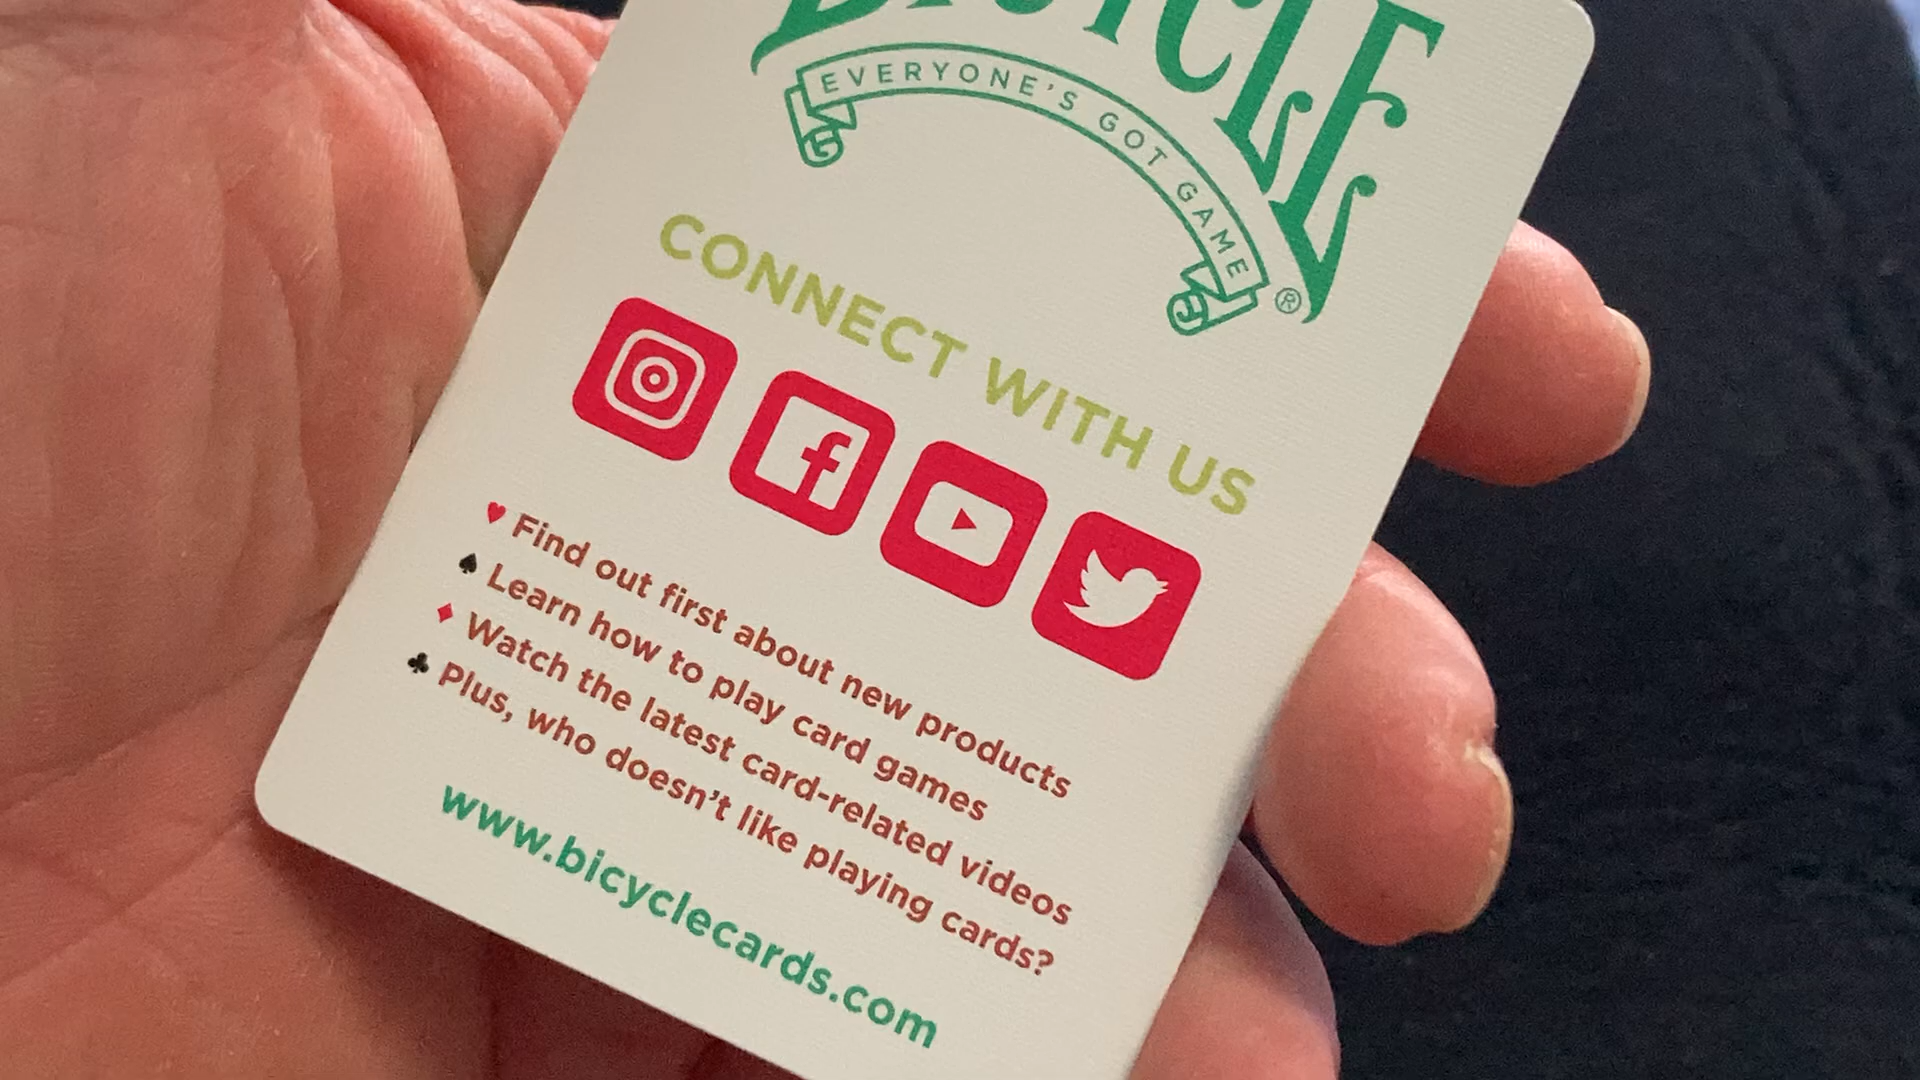 BICYCLE
EVERYONE'S GOT GAME
®
CONNECT WITH US
Find out first about new products
Learn how to play card games
Watch the latest card-related videos
Plus, who doesn't like playing cards?
www.bicyclecards.com